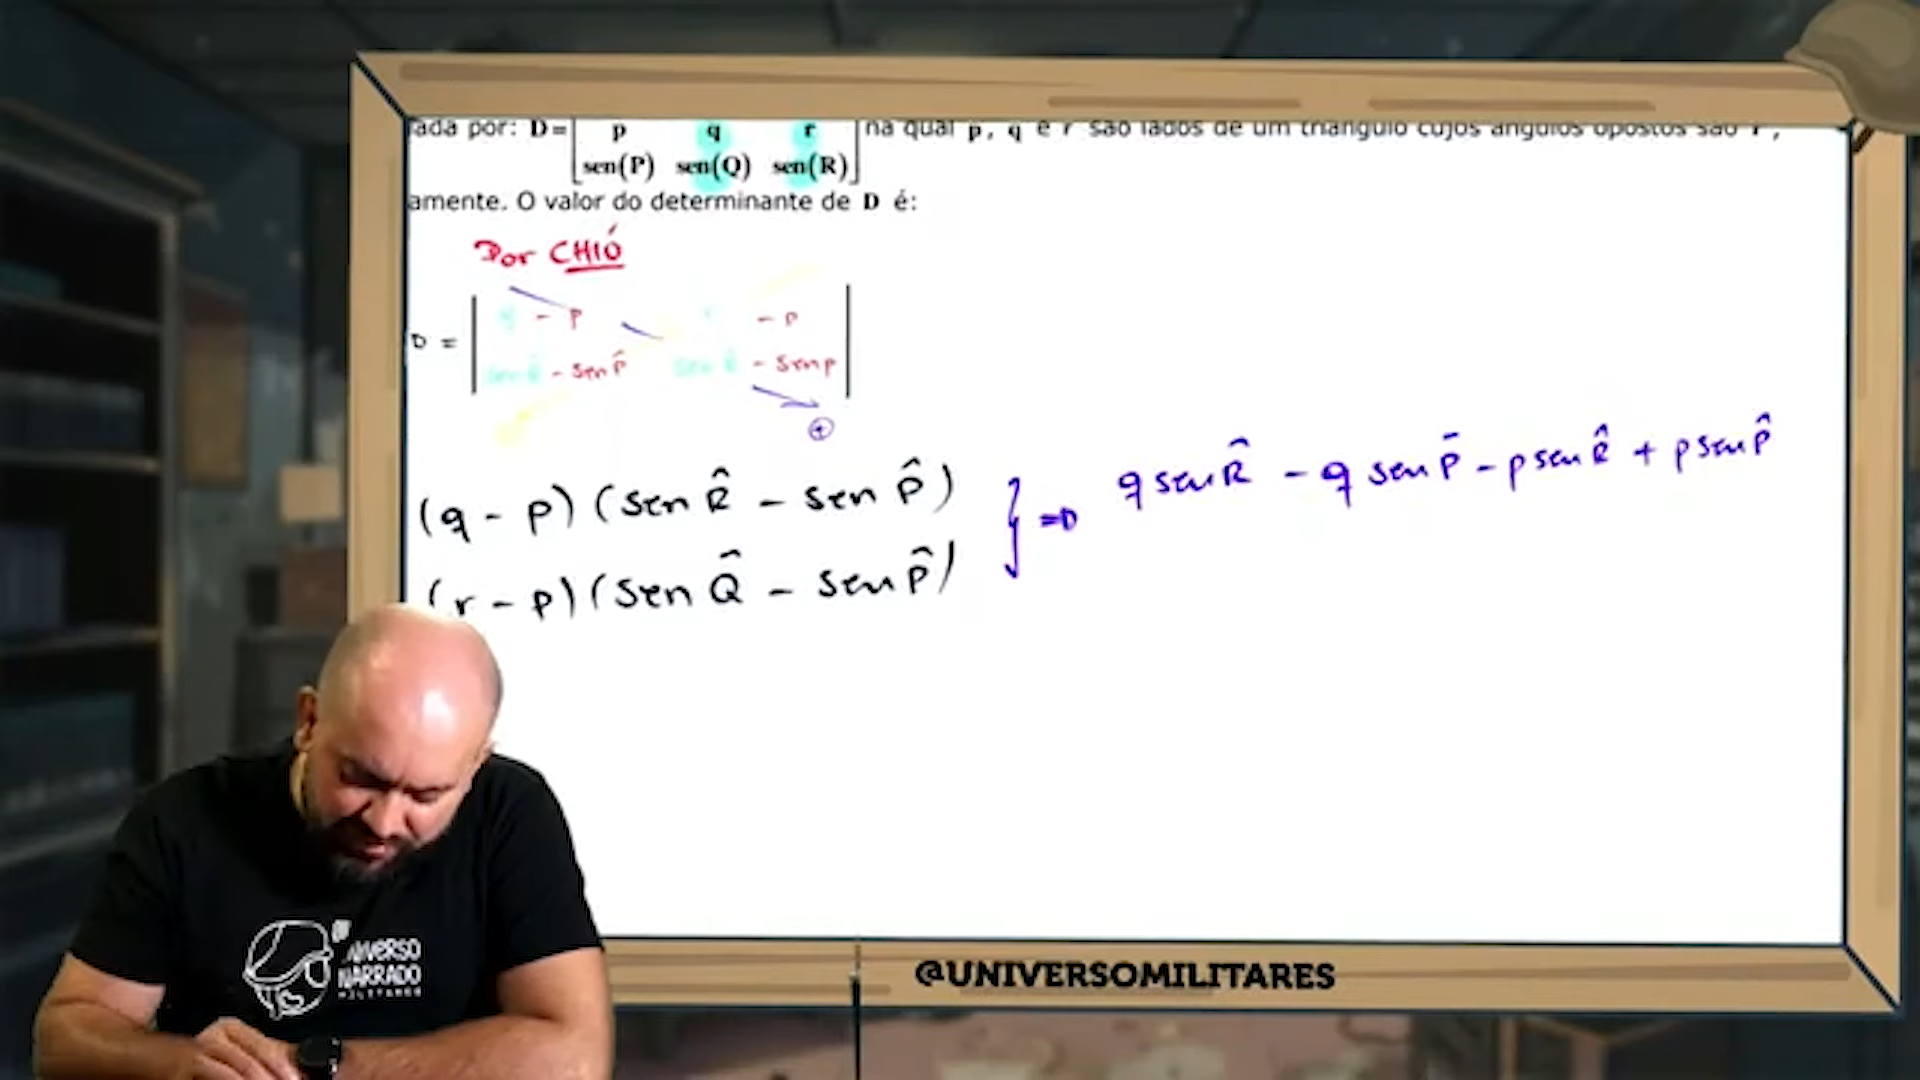 ada por: D= p q r na qual p, q e r são lados de um triângulo cujos ângulos opostos são
sen(P) sen(Q) sen(R)
amente. O valor do determinante de D é:
Por CHIÓ
D = - p - p
- sen P̂ - sen p
+
(q - p)(sen R̂ - sen P̂) => q sen R̂ - q sen P̄ - p sen R̂ + p sen P̂
(r - p)(sen Q̂ - sen P̂)
UNIVERSO
NARRADO
MILITARES
@UNIVERSOMILITARES